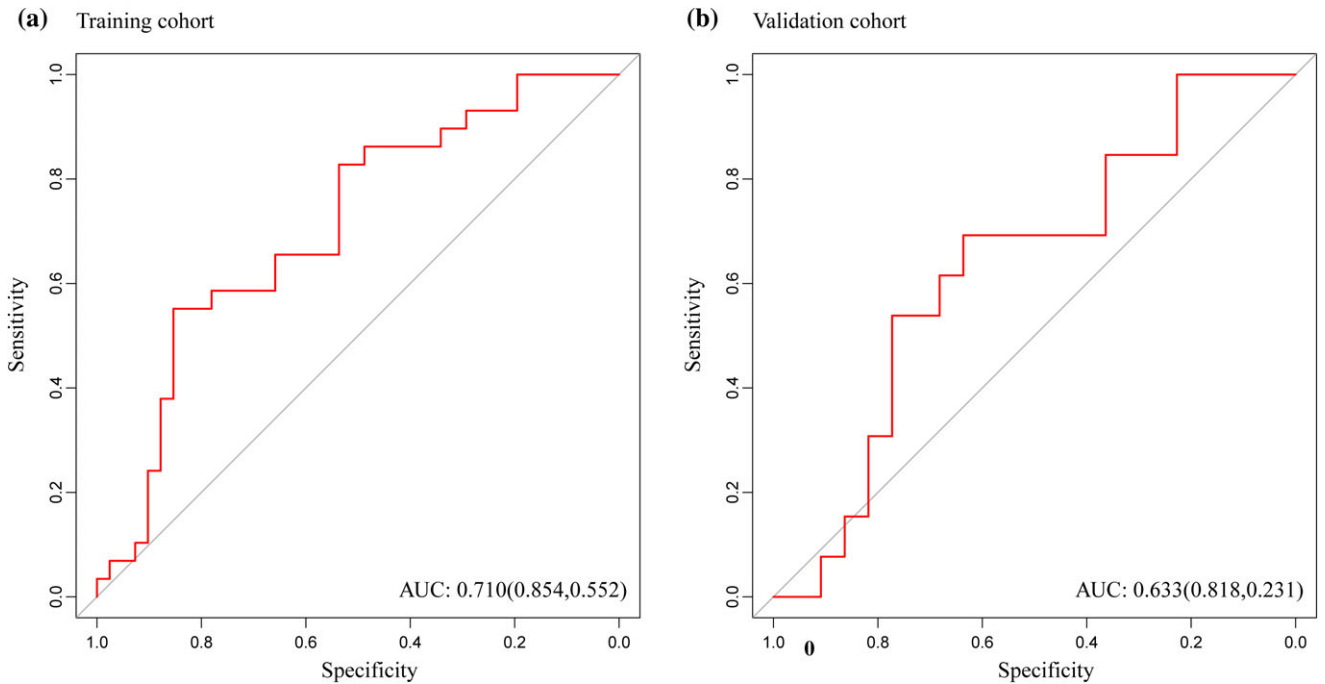 (a) Training cohort
1.0
0.8
0.6
0.4
0.2
0.0
Sensitivity
AUC: 0.710(0.854,0.552)
1.0 0.8 0.6 0.4 0.2 0.0
Specificity
(b) Validation cohort
1.0
0.8
0.6
0.4
0.2
0.0
Sensitivity
AUC: 0.633(0.818,0.231)
1.0 0.8 0.6 0.4 0.2 0.0
0
Specificity